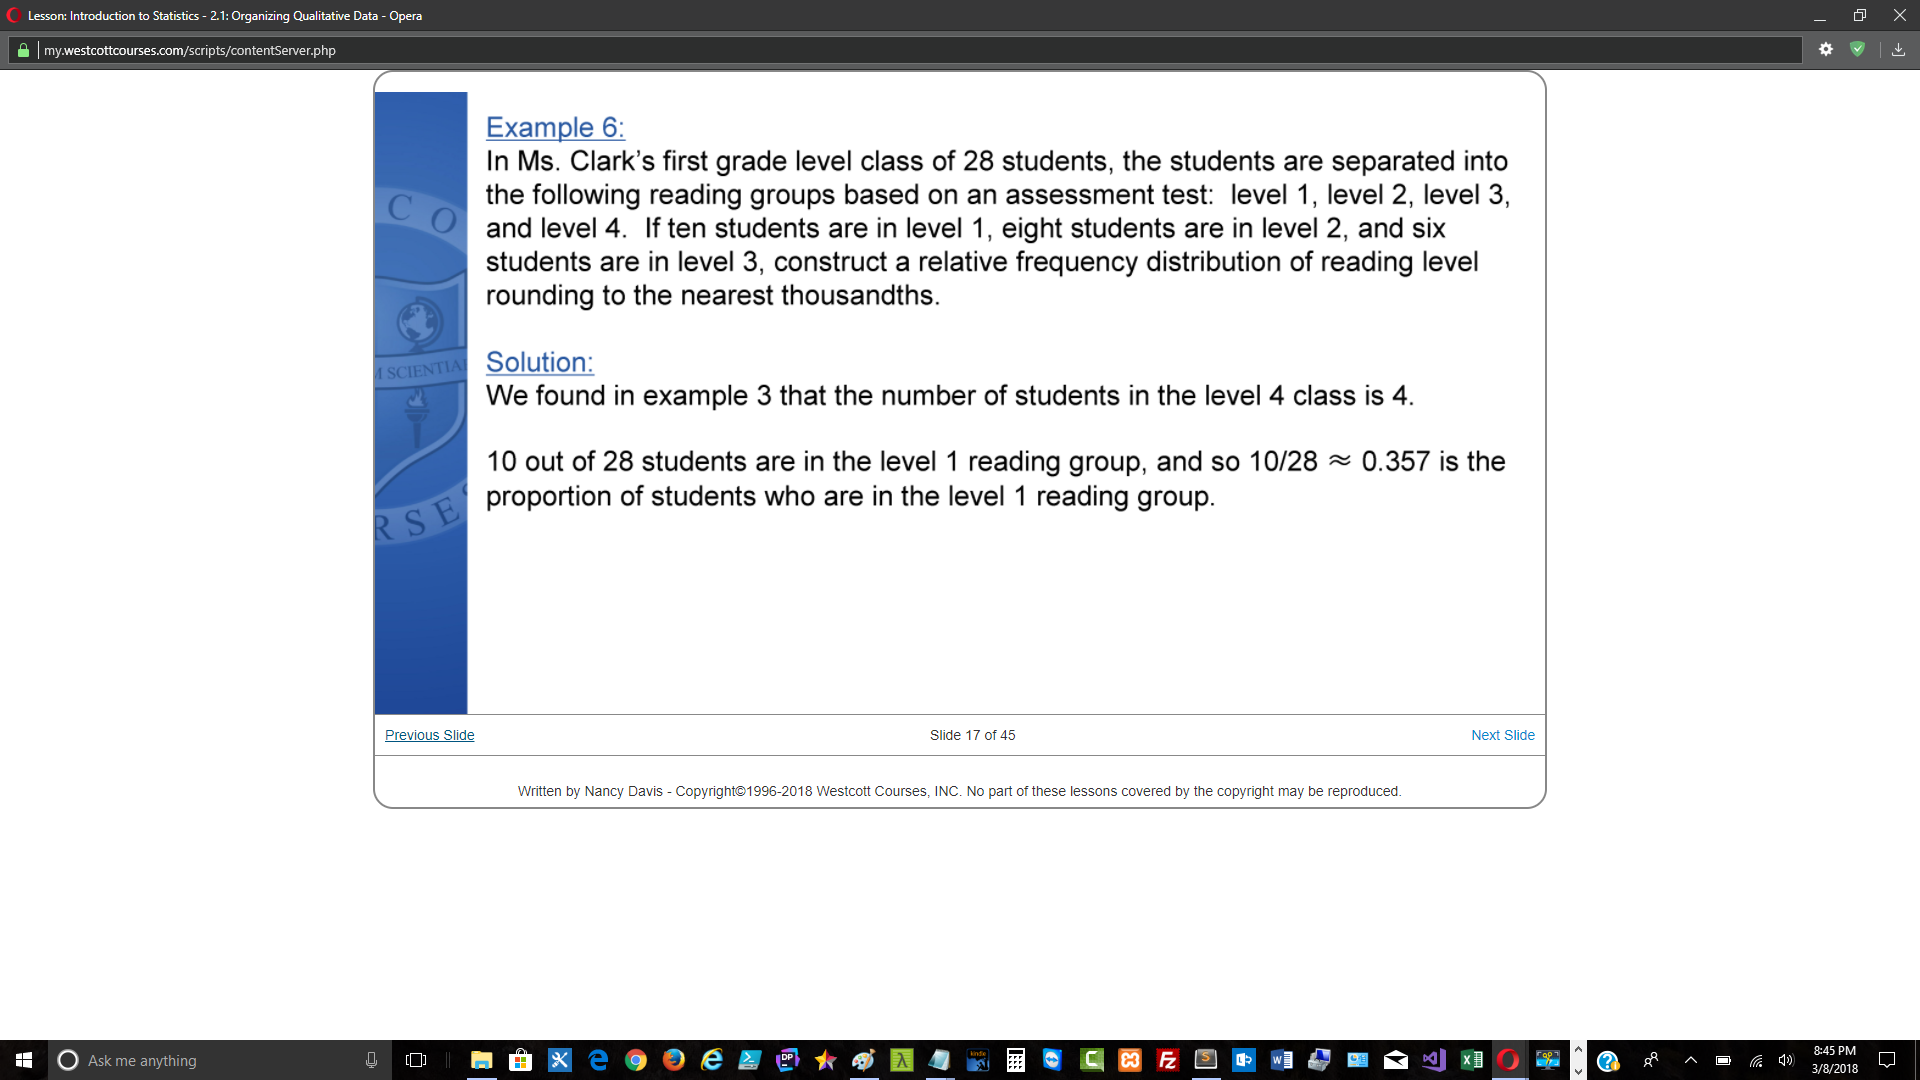 Lesson: Introduction to Statistics - 2.1: Organizing Qualitative Data - Opera
my.westcottcourses.com/scripts/contentServer.php
Example 6:
In Ms. Clark’s first grade level class of 28 students, the students are separated into
the following reading groups based on an assessment test:  level 1, level 2, level 3,
and level 4.  If ten students are in level 1, eight students are in level 2, and six
students are in level 3, construct a relative frequency distribution of reading level
rounding to the nearest thousandths.
Solution:
We found in example 3 that the number of students in the level 4 class is 4.
10 out of 28 students are in the level 1 reading group, and so 10/28 ≈ 0.357 is the
proportion of students who are in the level 1 reading group.
C O
M SCIENTIA
RSE
Previous Slide
Slide 17 of 45
Next Slide
Written by Nancy Davis - Copyright©1996-2018 Westcott Courses, INC. No part of these lessons covered by the copyright may be reproduced.
Ask me anything
8:45 PM
3/8/2018